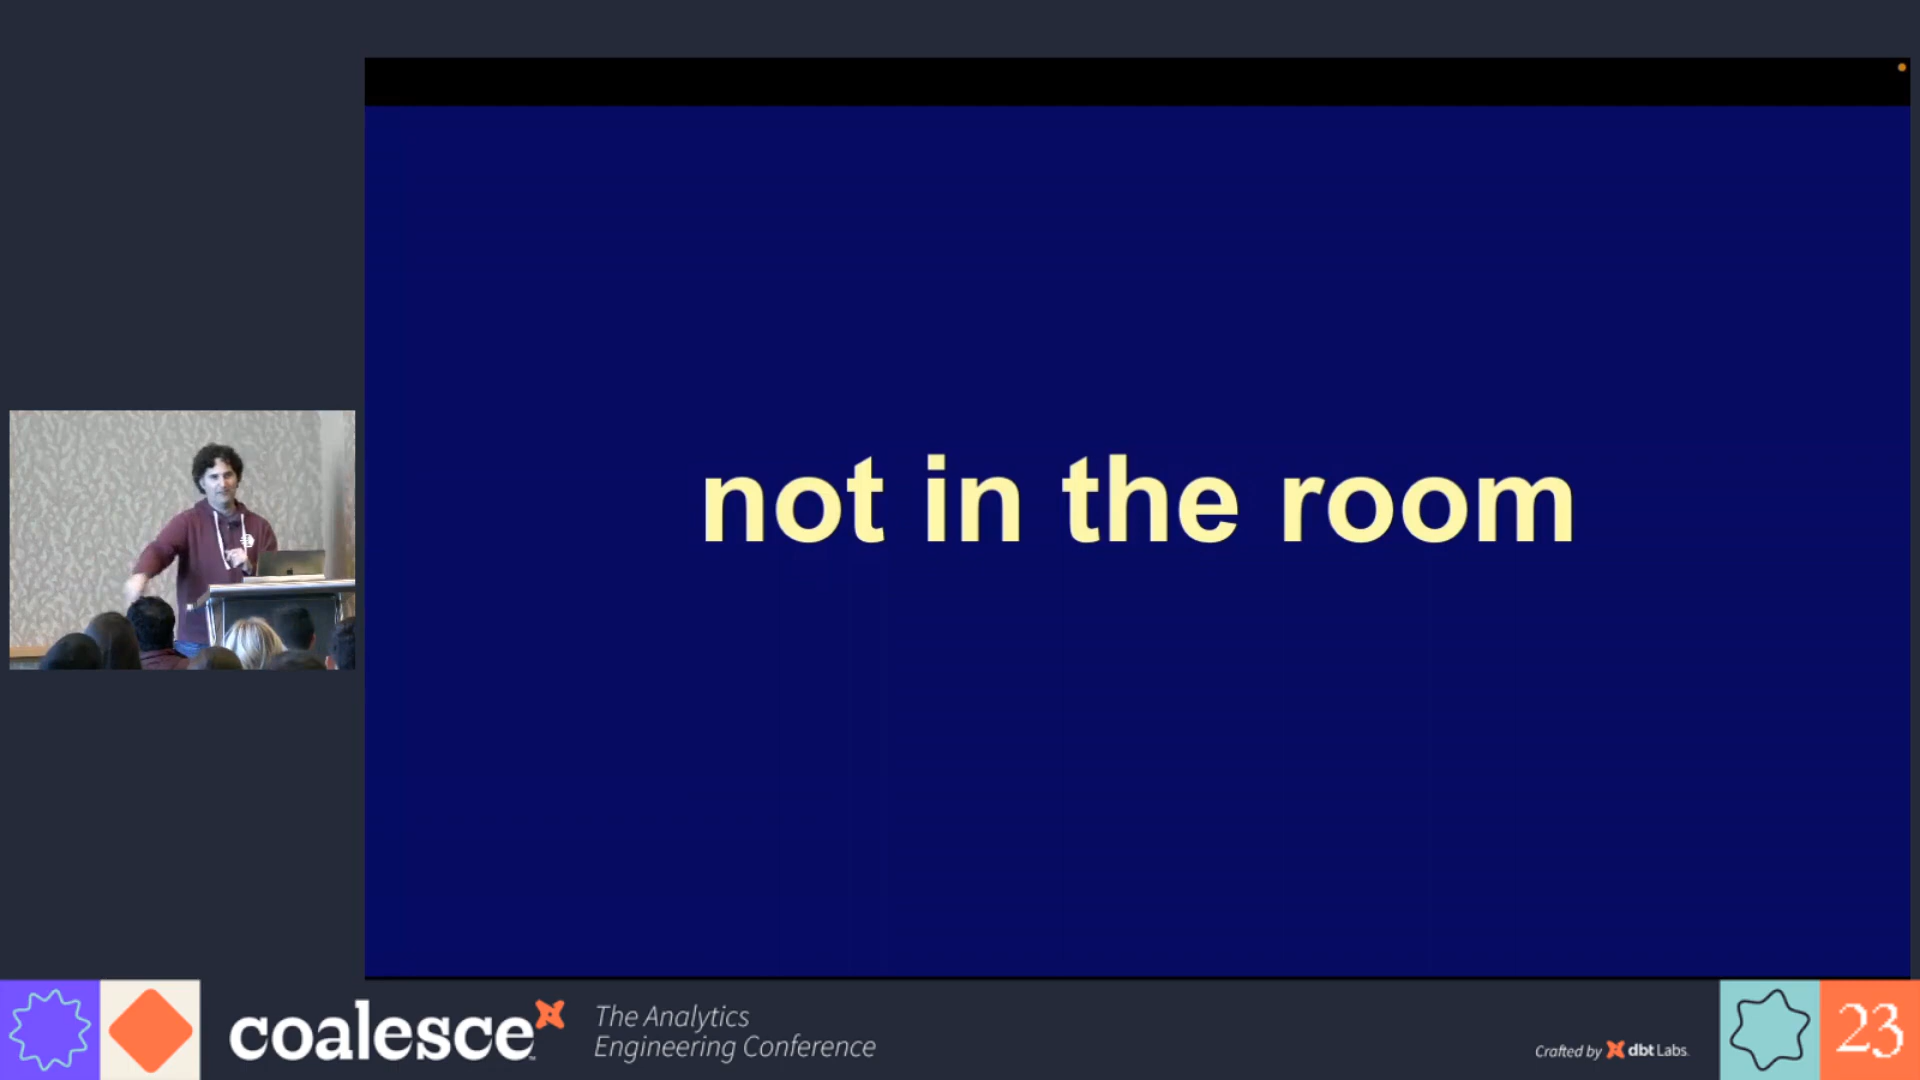 not in the room
coalesce
The Analytics
Engineering Conference
Crafted by dbt Labs
23